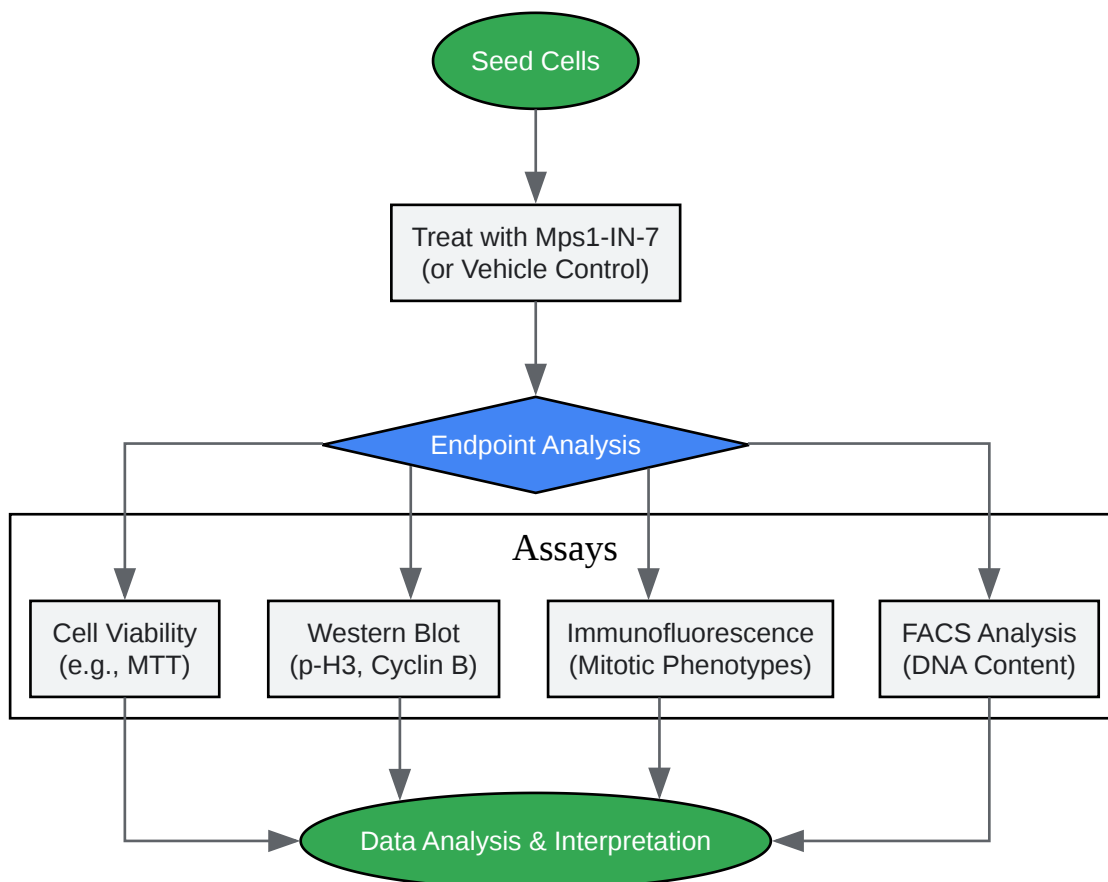 Seed Cells
Treat with Mps1-IN-7
(or Vehicle Control)
Endpoint Analysis
Assays
Cell Viability
(e.g., MTT)
Western Blot
(p-H3, Cyclin B)
Immunofluorescence
(Mitotic Phenotypes)
FACS Analysis
(DNA Content)
Data Analysis & Interpretation